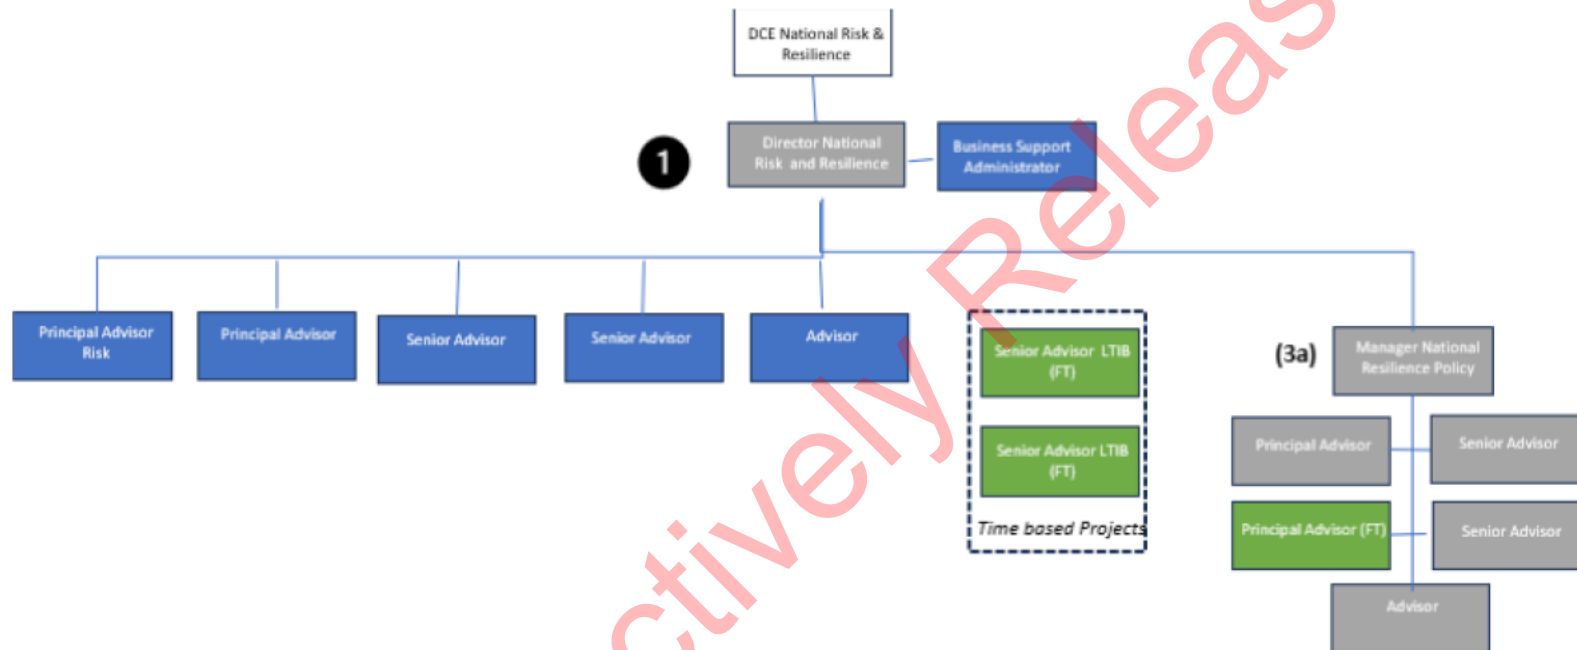 DCE National Risk &
Resilience
1
Director National
Risk and Resilience
Business Support
Administrator
Principal Advisor
Risk
Principal Advisor
Senior Advisor
Senior Advisor
Advisor
Senior Advisor LTIB
(FT)
Senior Advisor LTIB
(FT)
Time based Projects
(3a)
Manager National
Resilience Policy
Principal Advisor
Senior Advisor
Principal Advisor (FT)
Senior Advisor
Advisor
ctively Releas